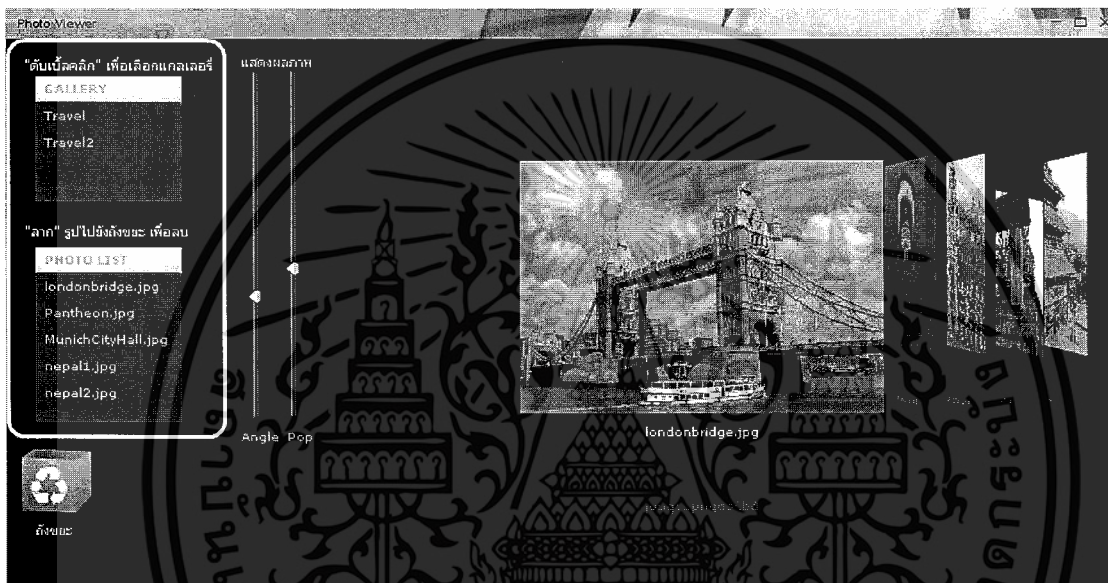 Photo Viewer
"ดับเบิ้ลคลิก" เพื่อเลือกแกลเลอรี่
GALLERY
Travel
Travel2
"ลาก" รูปไปยังถังขยะ เพื่อลบ
PHOTO LIST
londonbridge.jpg
Pantheon.jpg
MunichCityHall.jpg
nepal1.jpg
nepal2.jpg
ถังขยะ
แสดงผลภาพ
Angle Pop
londonbridge.jpg